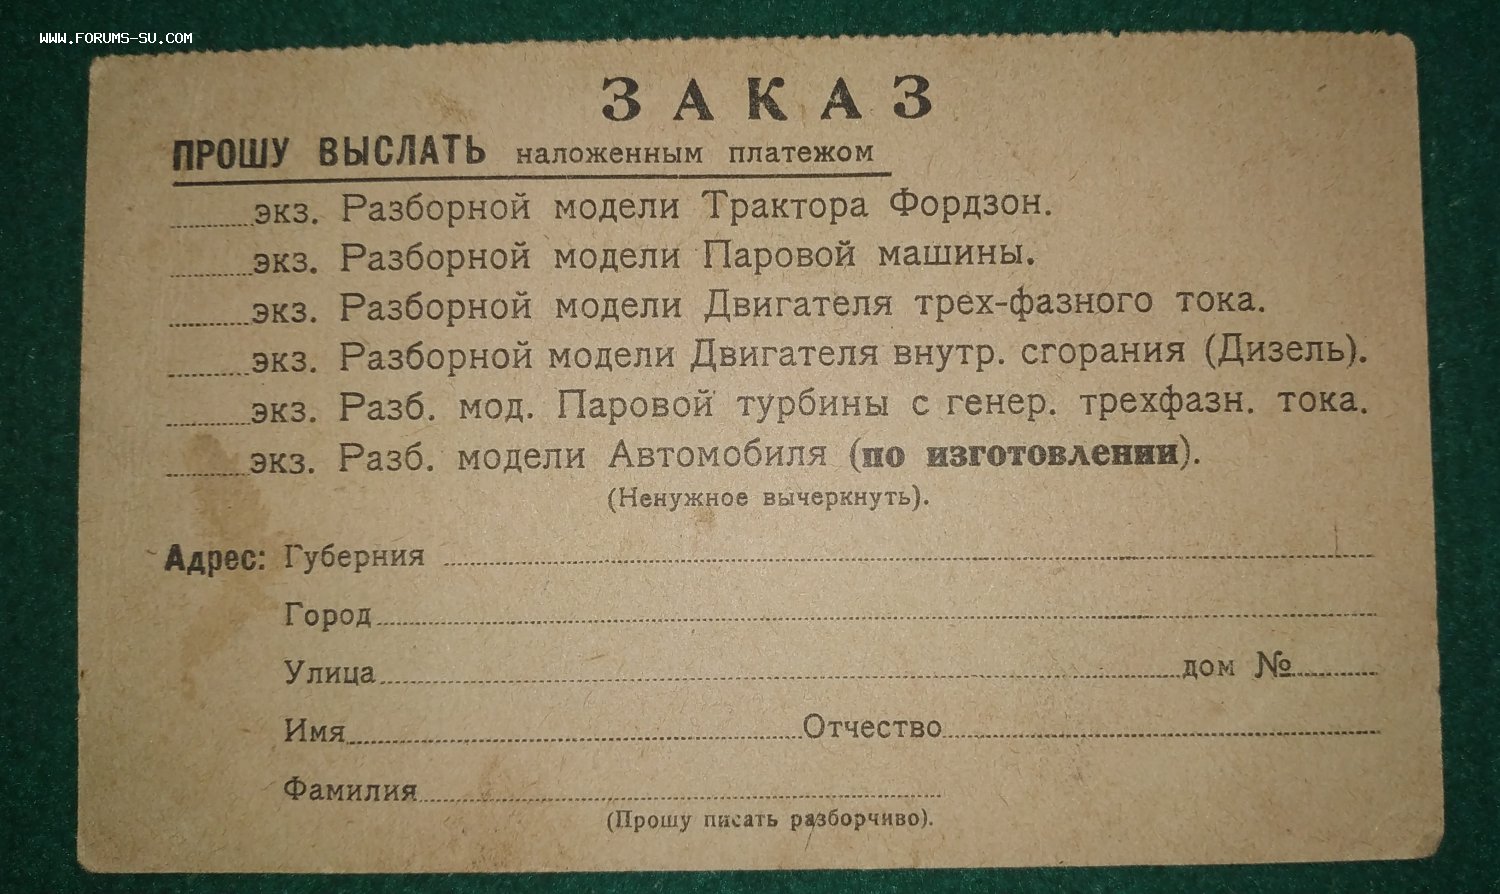 WWW.FORUMS-SU.COM
ЗАКАЗ
ПРОШУ ВЫСЛАТЬ наложенным платежом
........экз. Разборной модели Трактора Фордзон.
........экз. Разборной модели Паровой машины.
........экз. Разборной модели Двигателя трех-фазного тока.
........экз. Разборной модели Двигателя внутр. сгорания (Дизель).
........экз. Разб. мод. Паровой турбины с генер. трехфазн. тока.
........экз. Разб. модели Автомобиля (по изготовлении).
(Ненужное вычеркнуть).
Адрес: Губерния ........
Город........
Улица........дом №........
Имя........Отчество........
Фамилия........
(Прошу писать разборчиво).